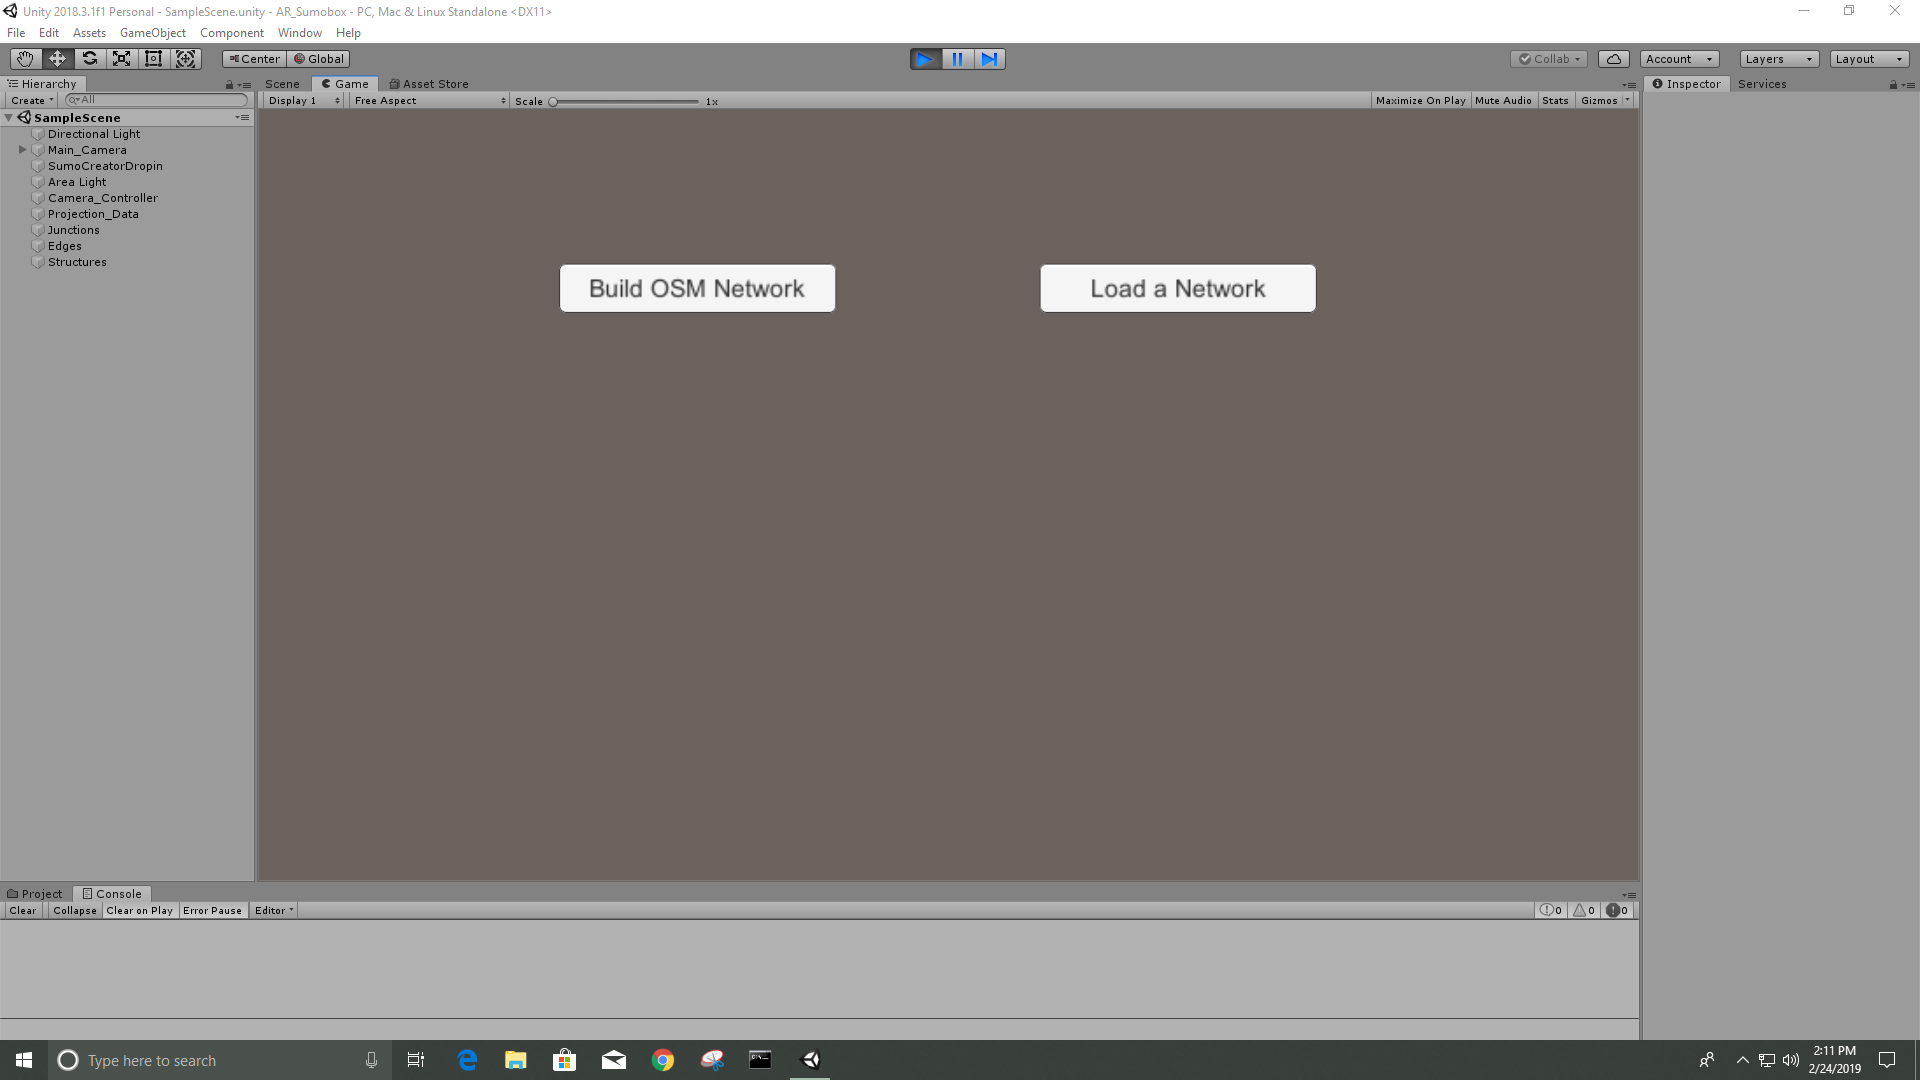 Unity 2018.3.1f1 Personal - SampleScene.unity - AR_Sumobox - PC, Mac & Linux Standalone <DX11>
File Edit Assets GameObject Component Window Help
Center Global Collab Account Layers Layout
Hierarchy Scene Game Asset Store Inspector Services
Create All Display 1 Free Aspect Scale 1x Maximize On Play Mute Audio Stats Gizmos
SampleScene
Directional Light
Main_Camera
SumoCreatorDropin
Area Light
Camera_Controller
Projection_Data
Junctions
Edges
Structures
Build OSM Network Load a Network
Project Console
Clear Collapse Clear on Play Error Pause Editor 0 0 0
Type here to search
2:11 PM
2/24/2019